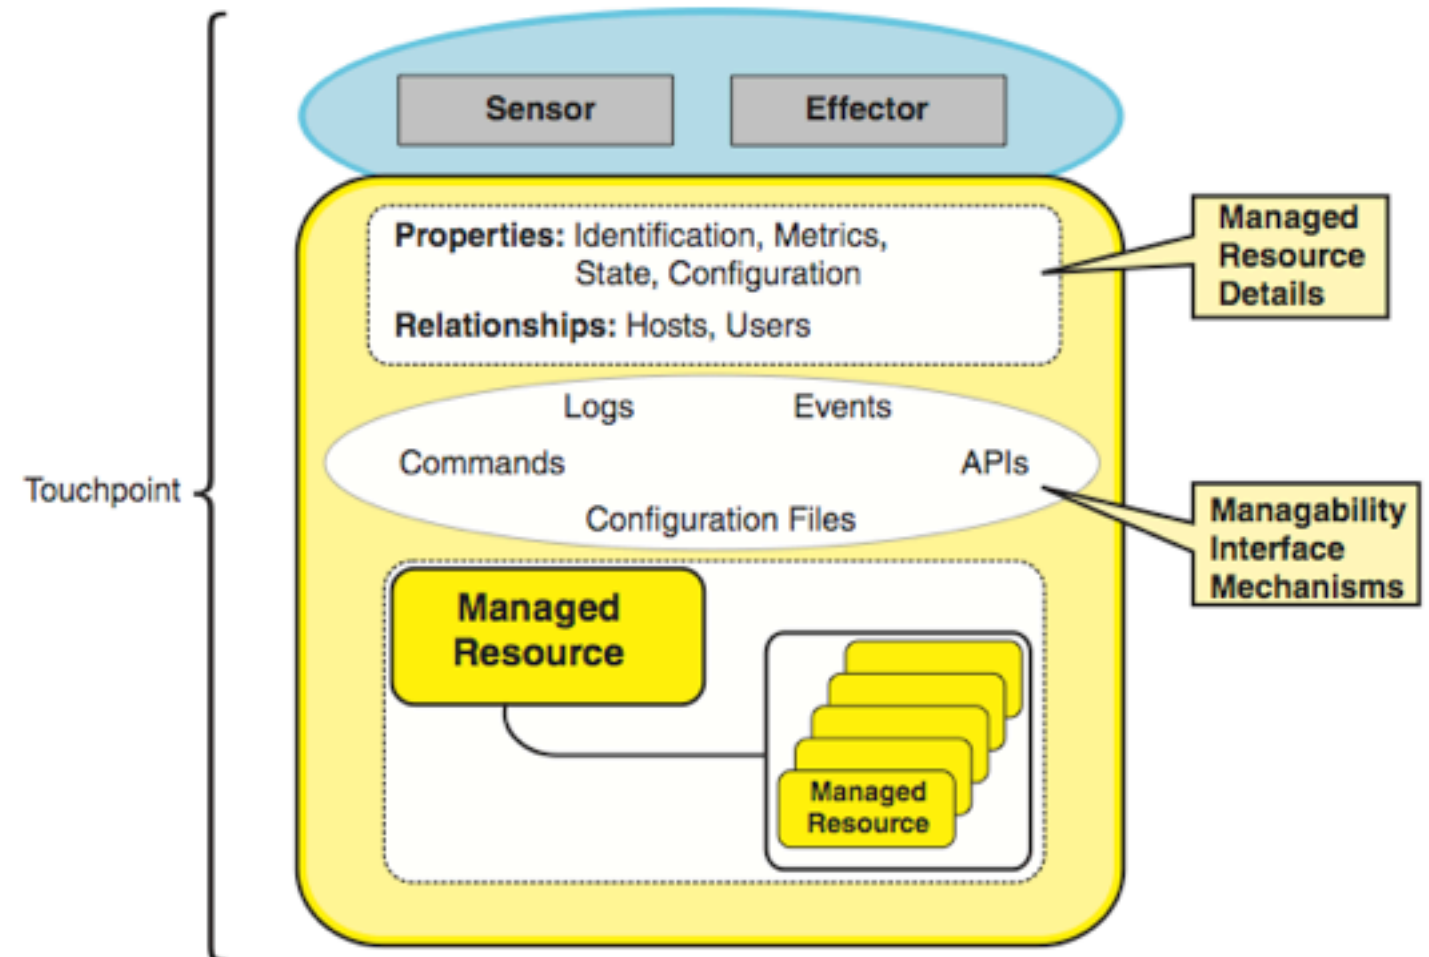 Sensor
Effector
Properties: Identification, Metrics,
State, Configuration
Relationships: Hosts, Users
Managed
Resource
Details
Logs
Events
Commands
APIs
Configuration Files
Touchpoint
Managability
Interface
Mechanisms
Managed
Resource
Managed
Resource